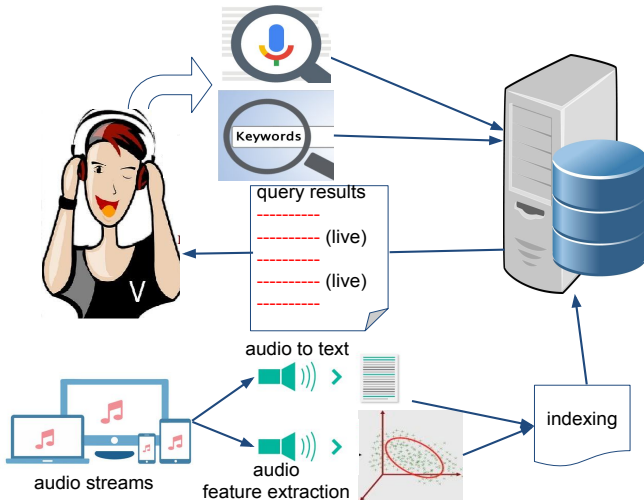 Keywords
query results
---------- 
---------- (live)
----------
---------- (live)
----------
V
audio to text
indexing
audio streams
audio
feature extraction